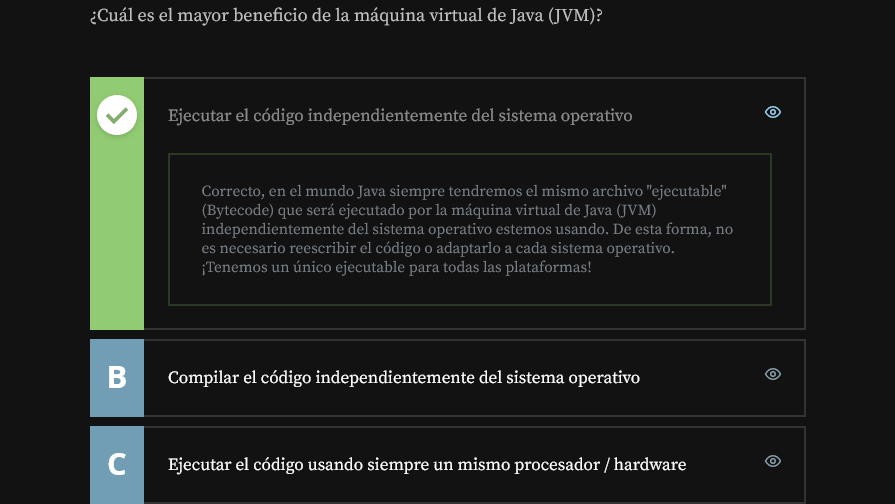 ¿Cuál es el mayor beneficio de la máquina virtual de Java (JVM)?
Ejecutar el código independientemente del sistema operativo
Correcto, en el mundo Java siempre tendremos el mismo archivo "ejecutable"
(Bytecode) que será ejecutado por la máquina virtual de Java (JVM)
independientemente del sistema operativo estemos usando. De esta forma, no
es necesario reescribir el código o adaptarlo a cada sistema operativo.
¡Tenemos un único ejecutable para todas las plataformas!
B
Compilar el código independientemente del sistema operativo
C
Ejecutar el código usando siempre un mismo procesador / hardware